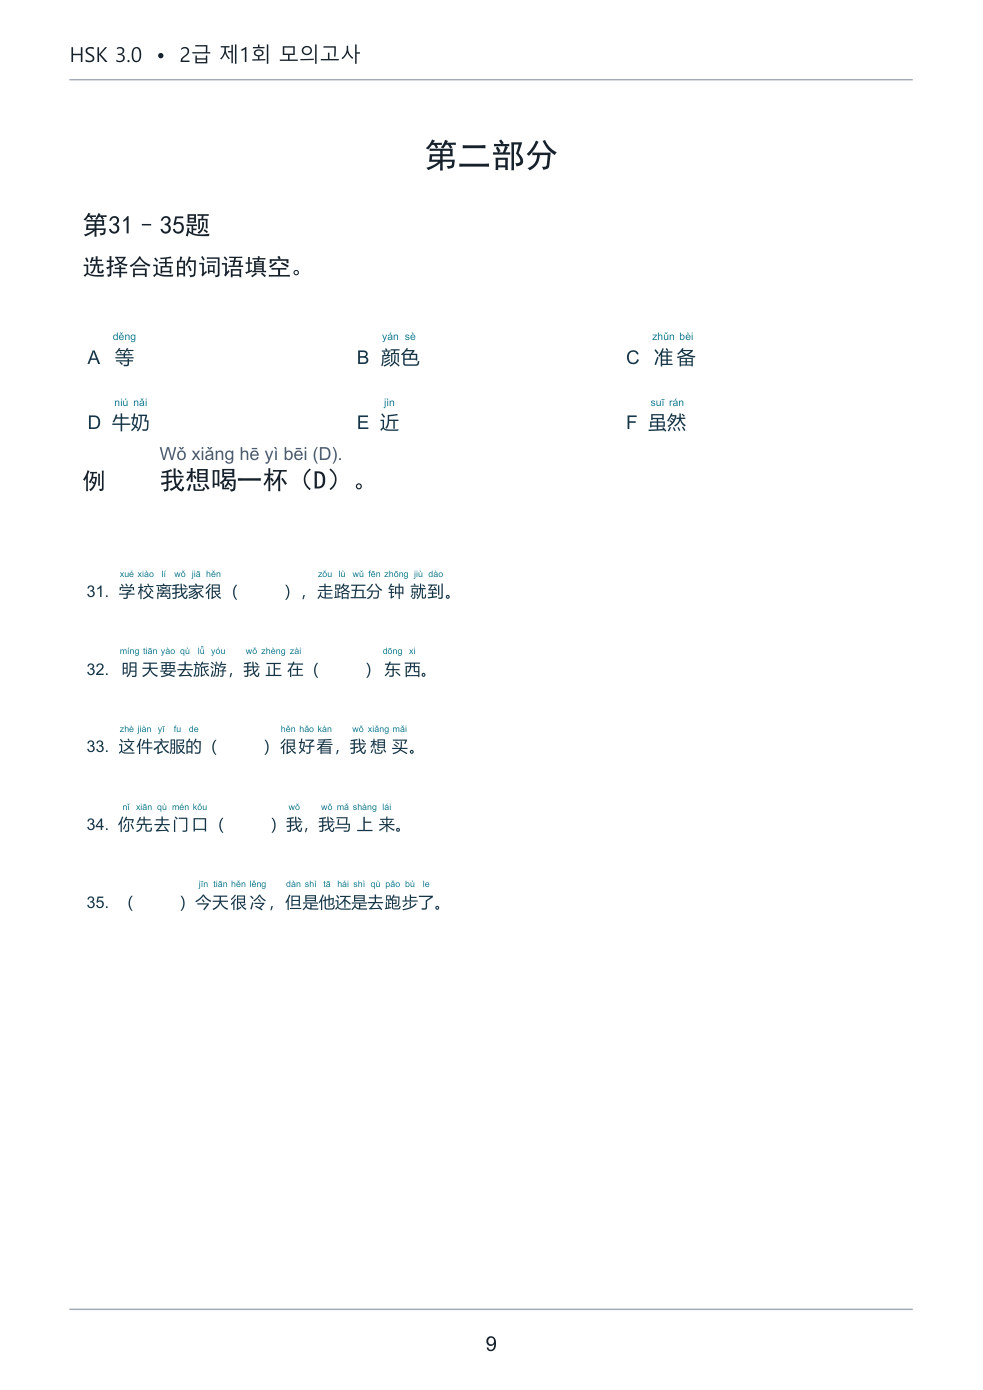 HSK 3.0 • 2급 제1회 모의고사
第二部分
第31－35题
选择合适的词语填空。
děng yán sè zhǔn bèi
A 等 B 颜色 C 准备
niú nǎi jìn suī rán
D 牛奶 E 近 F 虽然
Wǒ xiǎng hē yì bēi (D).
例 我想喝一杯（D）。
xué xiào lí wǒ jiā hěn zǒu lù wǔ fēn zhōng jiù dào
31. 学校离我家很（ ），走路五分钟就到。
míng tiān yào qù lǚ yóu wǒ zhèng zài dōng xi
32. 明天要去旅游，我正在（ ）东西。
zhè jiàn yī fu de hěn hǎo kàn wǒ xiǎng mǎi
33. 这件衣服的（ ）很好看，我想买。
nǐ xiān qù mén kǒu wǒ wǒ mǎ shàng lái
34. 你先去门口（ ）我，我马上来。
jīn tiān hěn lěng dàn shì tā hái shì qù pǎo bù le
35. （ ）今天很冷，但是他还是去跑步了。
9